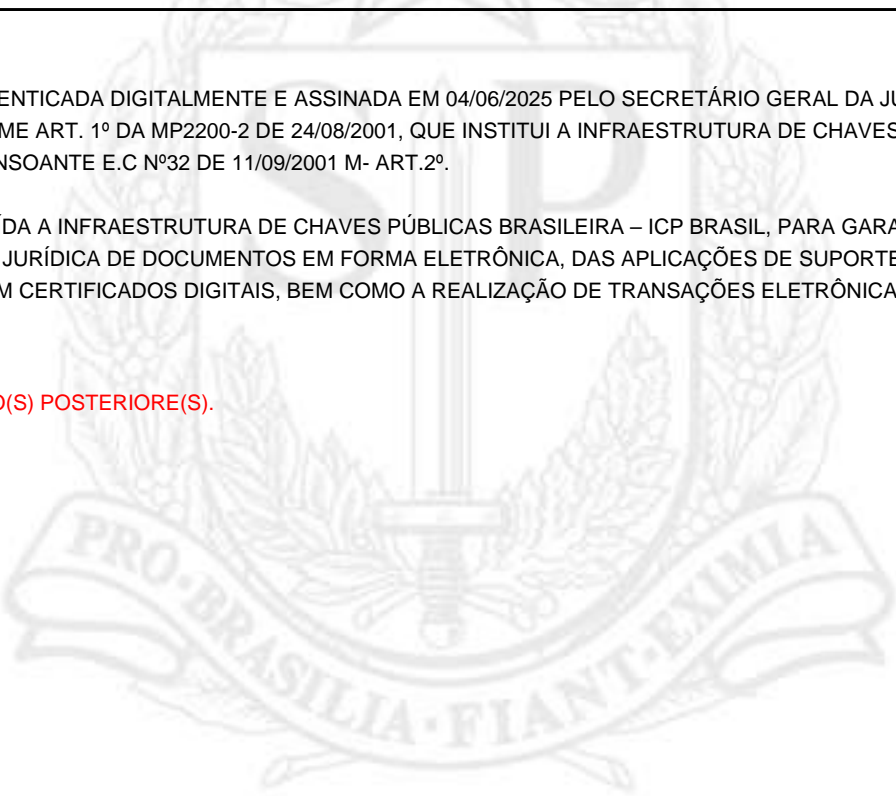 ENTICADA DIGITALMENTE E ASSINADA EM 04/06/2025 PELO SECRETÁRIO GERAL DA JU
ME ART. 1º DA MP2200-2 DE 24/08/2001, QUE INSTITUI A INFRAESTRUTURA DE CHAVES
NSOANTE E.C Nº32 DE 11/09/2001 M- ART.2º.
ÍDA A INFRAESTRUTURA DE CHAVES PÚBLICAS BRASILEIRA – ICP BRASIL, PARA GARA
JURÍDICA DE DOCUMENTOS EM FORMA ELETRÔNICA, DAS APLICAÇÕES DE SUPORTE
M CERTIFICADOS DIGITAIS, BEM COMO A REALIZAÇÃO DE TRANSAÇÕES ELETRÔNICA
O(S) POSTERIORE(S).
SP
PRO·BRASILIA·FIANT·EXIMIA